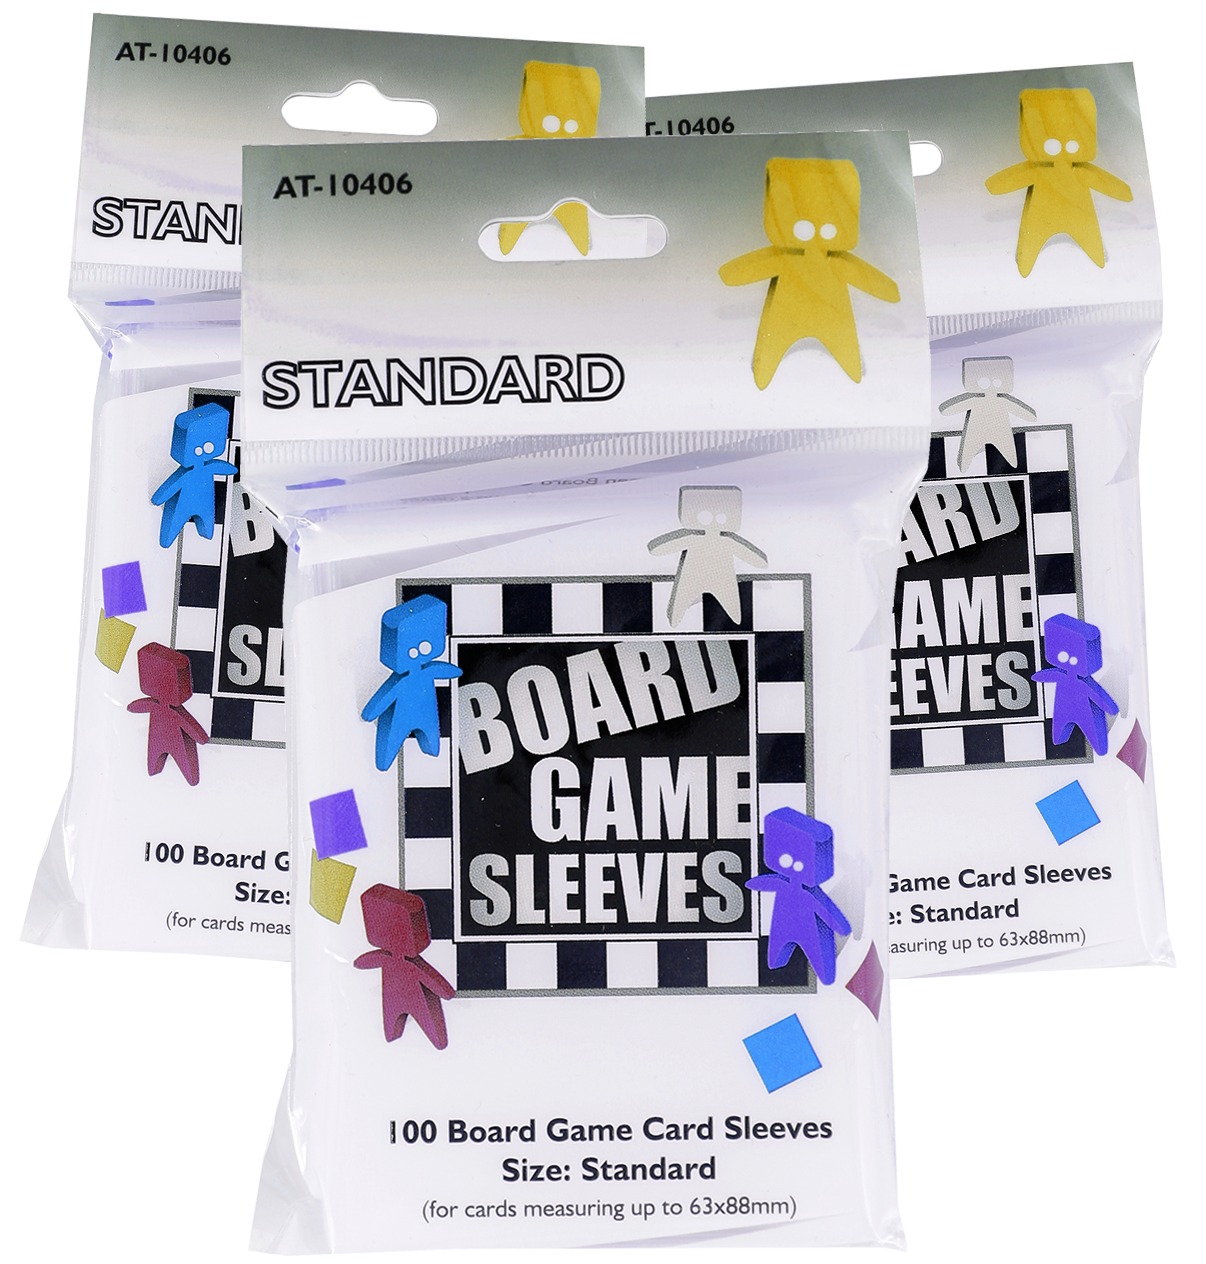 AT-10406
STAN
100 Board G
Size:
(for cards meas
AT-10406
STANDARD
BOARD
GAME
SLEEVES
100 Board Game Card Sleeves
Size: Standard
(for cards measuring up to 63x88mm)
T-10406
ARD
AME
EEVES
Game Card Sleeves
e: Standard
asuring up to 63x88mm)